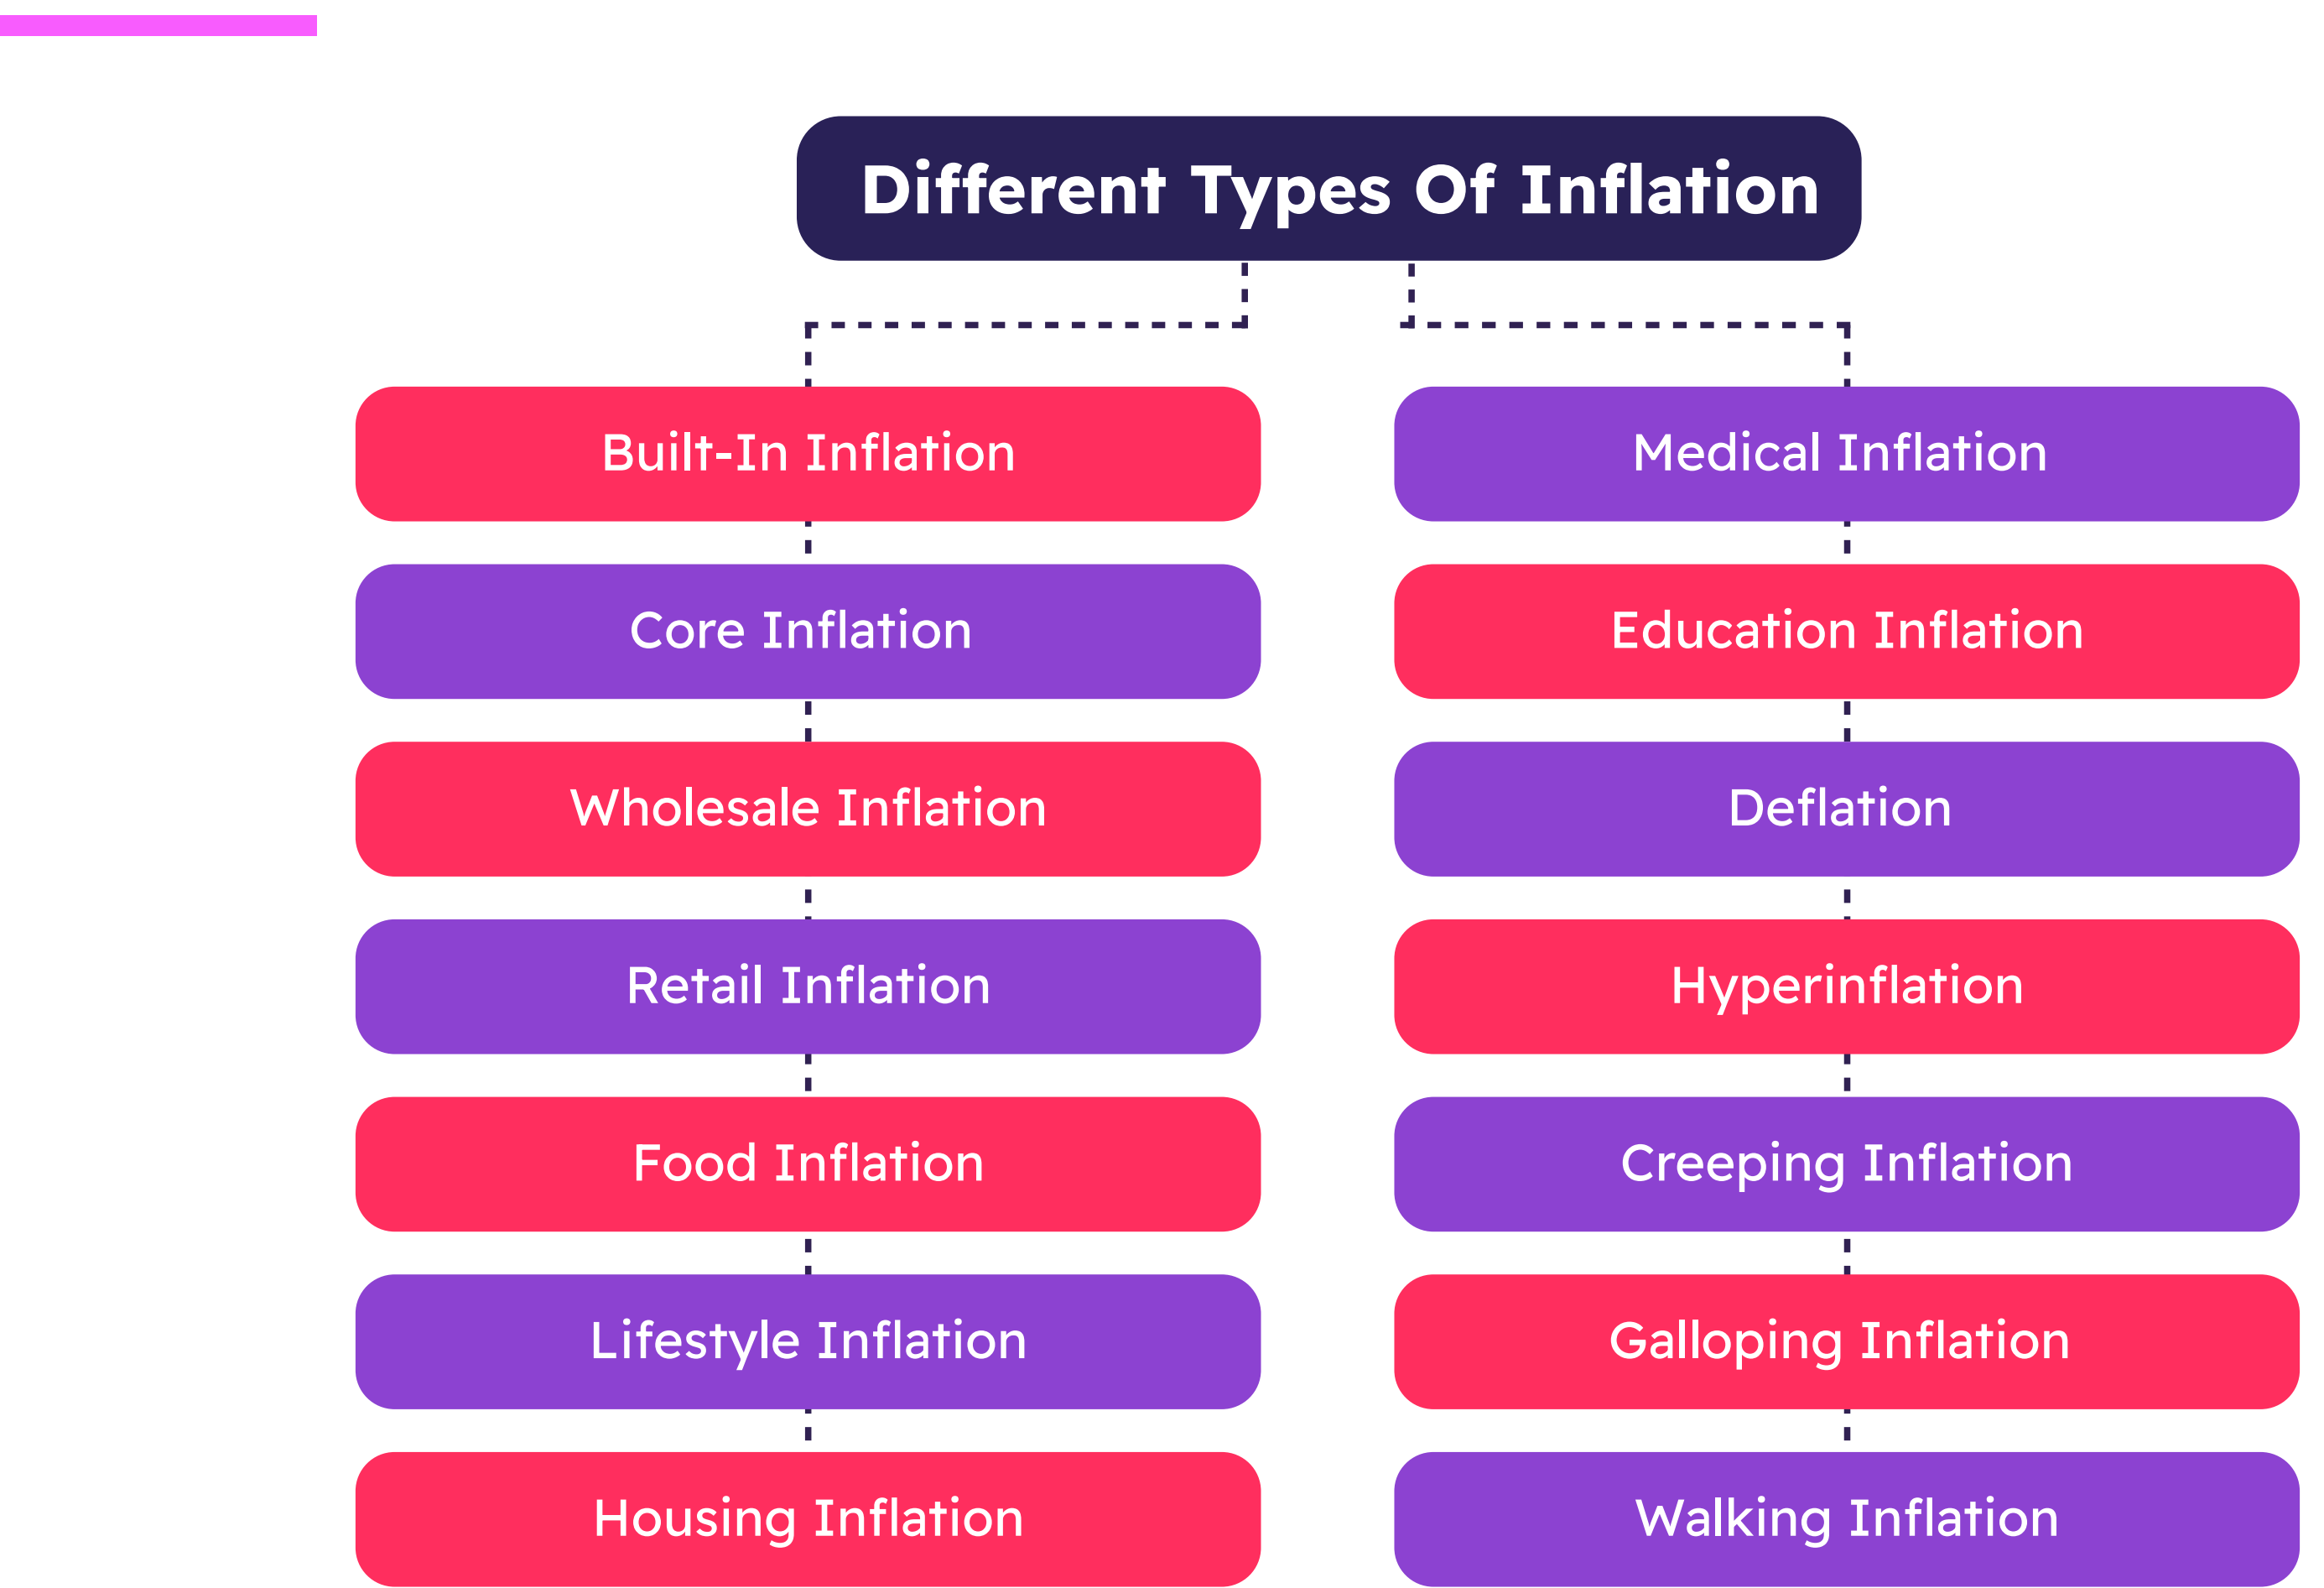 Different Types Of Inflation
Built-In Inflation
Core Inflation
Wholesale Inflation
Retail Inflation
Food Inflation
Lifestyle Inflation
Housing Inflation
Medical Inflation
Education Inflation
Deflation
Hyperinflation
Creeping Inflation
Galloping Inflation
Walking Inflation